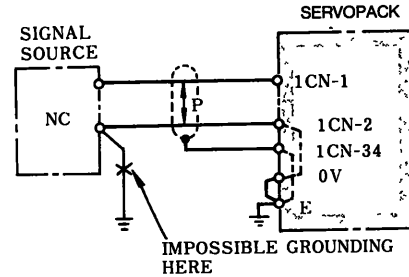 SERVOPACK
SIGNAL
SOURCE
NC
P
1CN-1
1CN-2
1CN-34
0V
E
IMPOSSIBLE GROUNDING
HERE